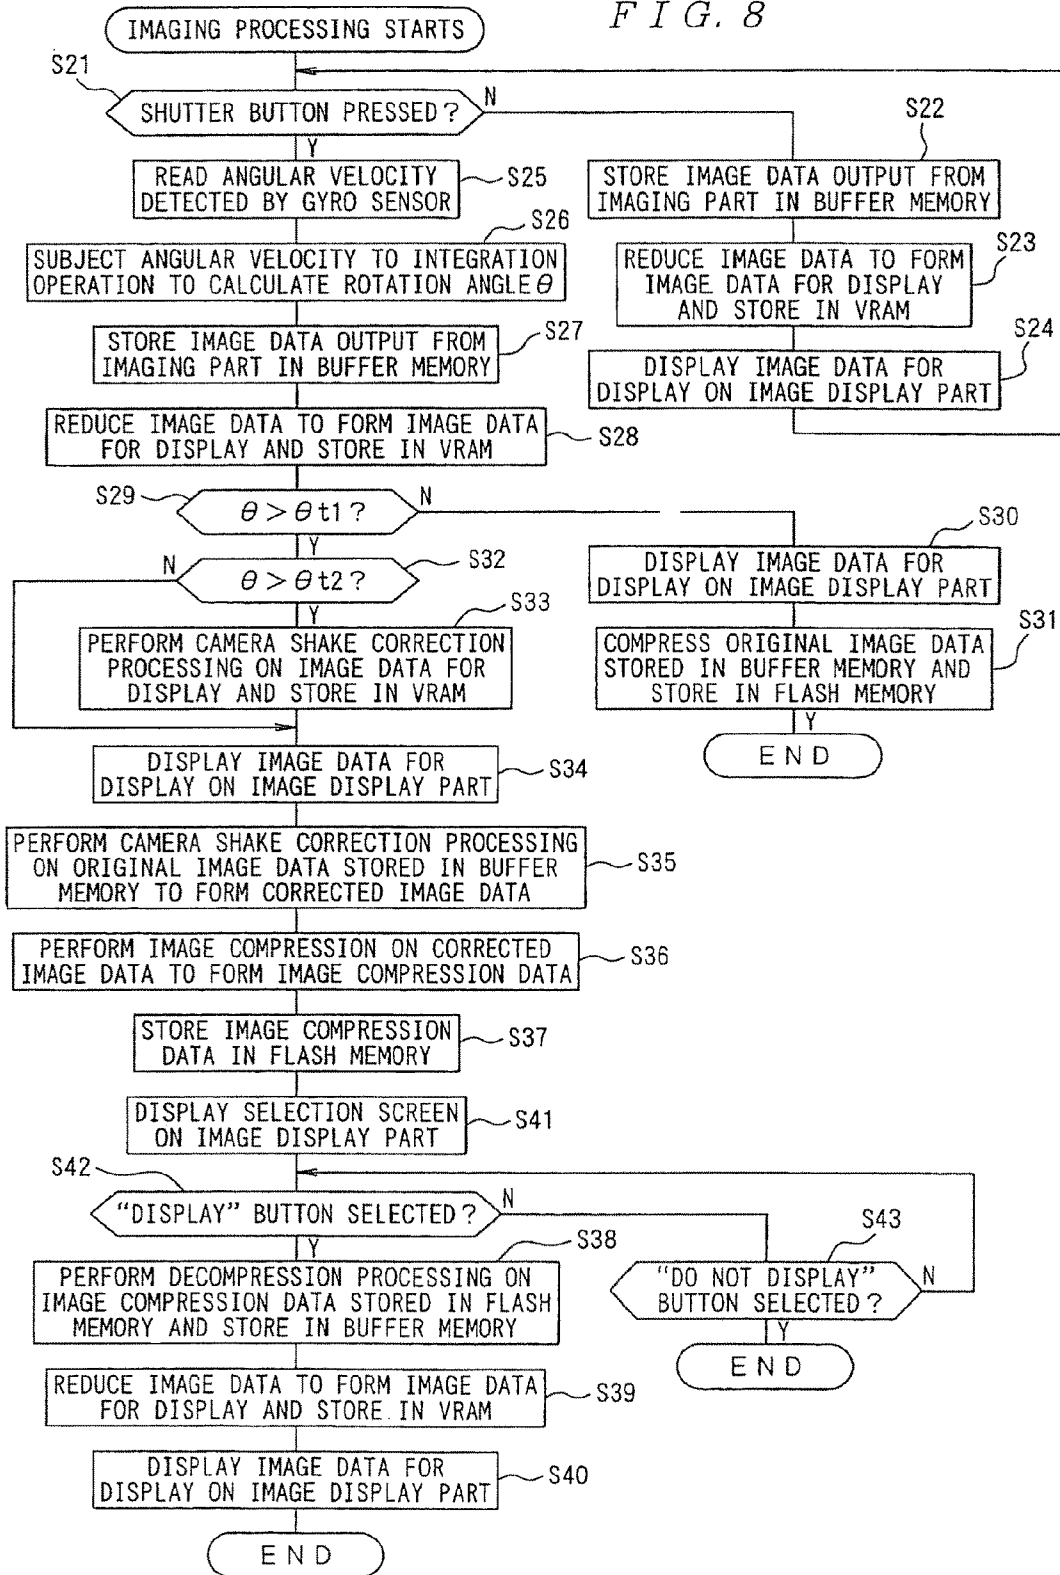 FIG. 8
IMAGING PROCESSING STARTS
S21
SHUTTER BUTTON PRESSED?
N
Y
S22
STORE IMAGE DATA OUTPUT FROM
IMAGING PART IN BUFFER MEMORY
S23
REDUCE IMAGE DATA TO FORM
IMAGE DATA FOR DISPLAY
AND STORE IN VRAM
S24
DISPLAY IMAGE DATA FOR
DISPLAY ON IMAGE DISPLAY PART
READ ANGULAR VELOCITY
DETECTED BY GYRO SENSOR
S25
S26
SUBJECT ANGULAR VELOCITY TO INTEGRATION
OPERATION TO CALCULATE ROTATION ANGLE θ
S27
STORE IMAGE DATA OUTPUT FROM
IMAGING PART IN BUFFER MEMORY
REDUCE IMAGE DATA TO FORM IMAGE DATA
FOR DISPLAY AND STORE IN VRAM
S28
S29
θ > θt1?
N
Y
S30
DISPLAY IMAGE DATA FOR
DISPLAY ON IMAGE DISPLAY PART
S31
COMPRESS ORIGINAL IMAGE DATA
STORED IN BUFFER MEMORY AND
STORE IN FLASH MEMORY
Y
END
N
θ > θt2?
S32
Y
S33
PERFORM CAMERA SHAKE CORRECTION
PROCESSING ON IMAGE DATA FOR
DISPLAY AND STORE IN VRAM
DISPLAY IMAGE DATA FOR
DISPLAY ON IMAGE DISPLAY PART
S34
PERFORM CAMERA SHAKE CORRECTION PROCESSING
ON ORIGINAL IMAGE DATA STORED IN BUFFER
MEMORY TO FORM CORRECTED IMAGE DATA
S35
PERFORM IMAGE COMPRESSION ON CORRECTED
IMAGE DATA TO FORM IMAGE COMPRESSION DATA
S36
STORE IMAGE COMPRESSION
DATA IN FLASH MEMORY
S37
DISPLAY SELECTION SCREEN
ON IMAGE DISPLAY PART
S41
S42
“DISPLAY” BUTTON SELECTED?
N
Y
S43
“DO NOT DISPLAY”
BUTTON SELECTED?
N
Y
END
S38
PERFORM DECOMPRESSION PROCESSING ON
IMAGE COMPRESSION DATA STORED IN FLASH
MEMORY AND STORE IN BUFFER MEMORY
REDUCE IMAGE DATA TO FORM IMAGE DATA
FOR DISPLAY AND STORE IN VRAM
S39
DISPLAY IMAGE DATA FOR
DISPLAY ON IMAGE DISPLAY PART
S40
END